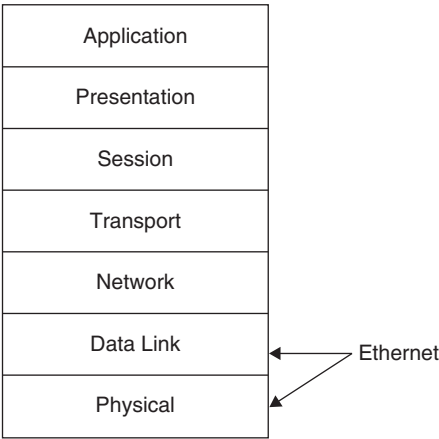 Application
Presentation
Session
Transport
Network
Data Link
Ethernet
Physical